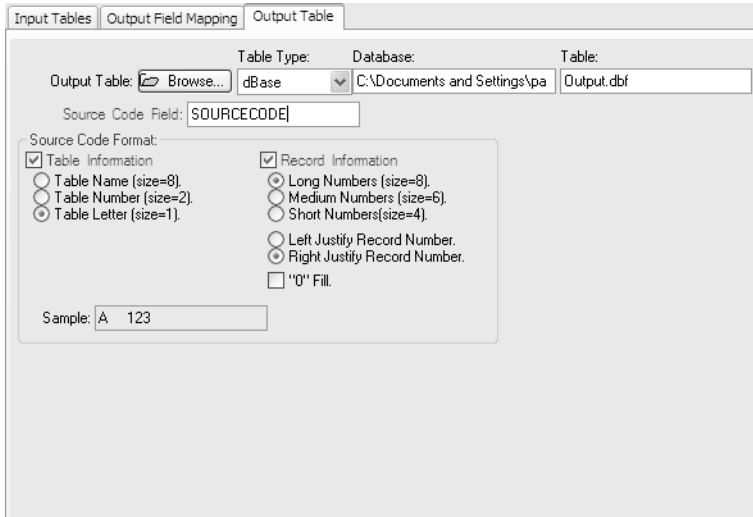 Input Tables Output Field Mapping Output Table
Table Type: Database: Table:
Output Table: Browse... dBase C:\Documents and Settings\pa Output.dbf
Source Code Field: SOURCECODE
Source Code Format:
Table Information Record Information
Table Name (size=8). Long Numbers (size=8).
Table Number (size=2). Medium Numbers (size=6).
Table Letter (size=1). Short Numbers(size=4).
Left Justify Record Number.
Right Justify Record Number.
"0" Fill.
Sample: A 123